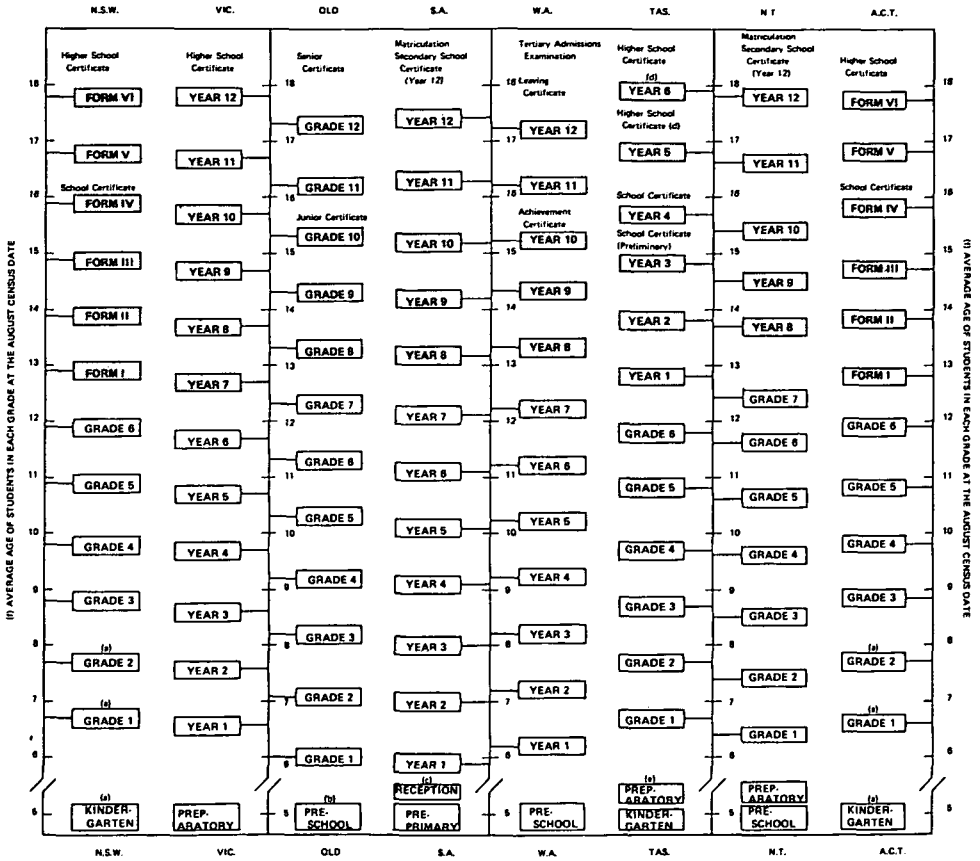 N.S.W.
VIC.
QLD
S.A.
W.A.
TAS.
N T
A.C.T.
(f) AVERAGE AGE OF STUDENTS IN EACH GRADE AT THE AUGUST CENSUS DATE
18
17
16
15
14
13
12
11
10
9
8
7
6
5
Higher School
Certificate
FORM VI
FORM V
School Certificate
FORM IV
FORM III
FORM II
FORM I
GRADE 6
GRADE 5
GRADE 4
GRADE 3
(a)
GRADE 2
(a)
GRADE 1
(a)
KINDER-
GARTEN
Higher School
Certificate
YEAR 12
YEAR 11
YEAR 10
YEAR 9
YEAR 8
YEAR 7
YEAR 6
YEAR 5
YEAR 4
YEAR 3
YEAR 2
YEAR 1
PREP-
ARATORY
18
17
16
15
14
13
12
11
10
9
8
7
6
5
Senior
Certificate
GRADE 12
GRADE 11
Junior Certificate
GRADE 10
GRADE 9
GRADE 8
GRADE 7
GRADE 6
GRADE 5
GRADE 4
GRADE 3
GRADE 2
GRADE 1
(b)
PRE-
SCHOOL
Matriculation
Secondary School
Certificate
(Year 12)
YEAR 12
YEAR 11
YEAR 10
YEAR 9
YEAR 8
YEAR 7
YEAR 6
YEAR 5
YEAR 4
YEAR 3
YEAR 2
YEAR 1
(c)
RECEPTION
PRE-
PRIMARY
18
17
16
15
14
13
12
11
10
9
8
7
6
5
Tertiary Admissions
Examination
Leaving
Certificate
YEAR 12
YEAR 11
Achievement
Certificate
YEAR 10
YEAR 9
YEAR 8
YEAR 7
YEAR 6
YEAR 5
YEAR 4
YEAR 3
YEAR 2
YEAR 1
PRE-
SCHOOL
Higher School
Certificate
(d)
YEAR 6
Higher School
Certificate (d)
YEAR 5
School Certificate
YEAR 4
School Certificate
(Preliminary)
YEAR 3
YEAR 2
YEAR 1
GRADE 6
GRADE 5
GRADE 4
GRADE 3
GRADE 2
GRADE 1
(e)
PREP-
ARATORY
KINDER-
GARTEN
18
17
16
15
14
13
12
11
10
9
8
7
6
5
Matriculation
Secondary School
Certificate
(Year 12)
YEAR 12
YEAR 11
YEAR 10
YEAR 9
YEAR 8
GRADE 7
GRADE 6
GRADE 5
GRADE 4
GRADE 3
GRADE 2
GRADE 1
PREP-
ARATORY
PRE-
SCHOOL
Higher School
Certificate
FORM VI
FORM V
School Certificate
FORM IV
FORM III
FORM II
FORM I
GRADE 6
GRADE 5
GRADE 4
GRADE 3
(a)
GRADE 2
(a)
GRADE 1
(a)
KINDER-
GARTEN
18
17
16
15
14
13
12
11
10
9
8
7
6
5
(f) AVERAGE AGE OF STUDENTS IN EACH GRADE AT THE AUGUST CENSUS DATE
N.S.W.
VIC.
QLD
S.A.
W.A.
TAS.
N.T.
A.C.T.